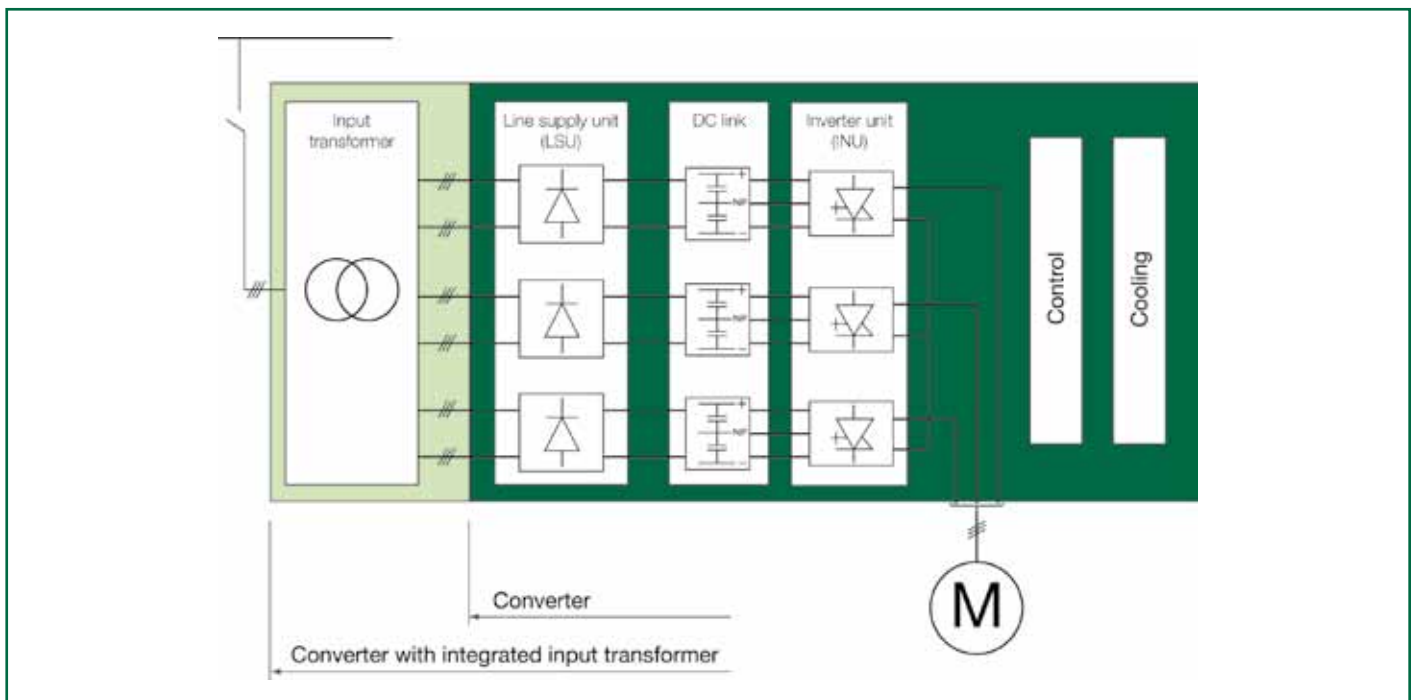 Input
transformer
Line supply unit
(LSU)
DC link
Inverter unit
(INU)
+
NP
−
+
NP
−
+
NP
−
Control
Cooling
M
Converter
Converter with integrated input transformer